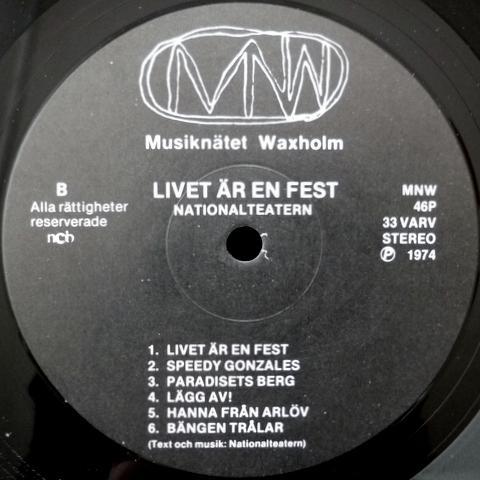 MNW
Musiknätet Waxholm
B
Alla rättigheter
reserverade
ncb
LIVET ÄR EN FEST
NATIONALTEATERN
MNW
46P
33 VARV
STEREO
Ⓟ 1974
1. LIVET ÄR EN FEST
2. SPEEDY GONZALES
3. PARADISETS BERG
4. LÄGG AV!
5. HANNA FRÅN ARLÖV
6. BÄNGEN TRÅLAR
(Text och musik: Nationalteatern)